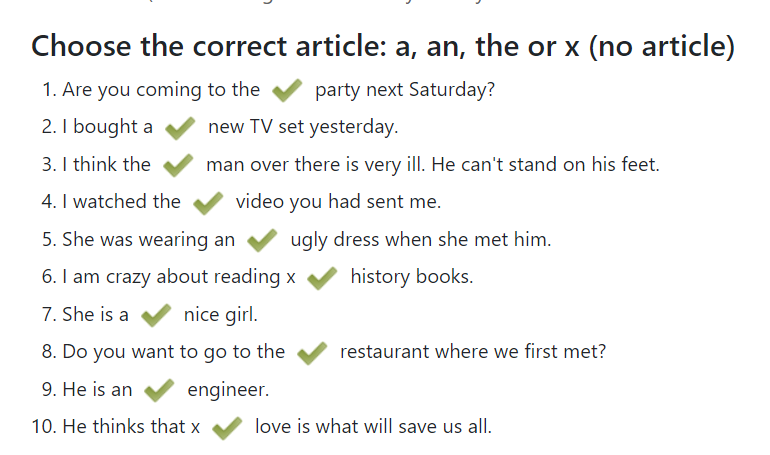 Choose the correct article: a, an, the or x (no article)
1. Are you coming to the party next Saturday?
2. I bought a new TV set yesterday.
3. I think the man over there is very ill. He can't stand on his feet.
4. I watched the video you had sent me.
5. She was wearing an ugly dress when she met him.
6. I am crazy about reading x history books.
7. She is a nice girl.
8. Do you want to go to the restaurant where we first met?
9. He is an engineer.
10. He thinks that x love is what will save us all.